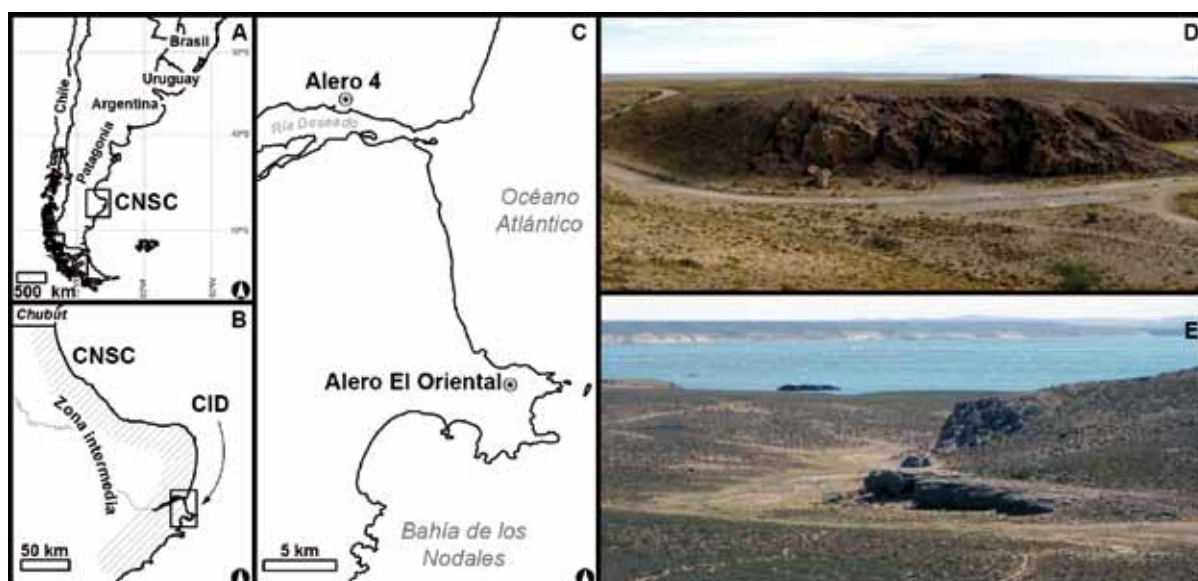 A
Brasil
Uruguay
Chile
Argentina
Patagonia
CNSC
500 km
B
Chubut
CNSC
CID
Zona intermedia
50 km
C
Alero 4
Ría Deseado
Océano
Atlántico
Alero El Oriental
Bahía de los
Nodales
5 km
D
E